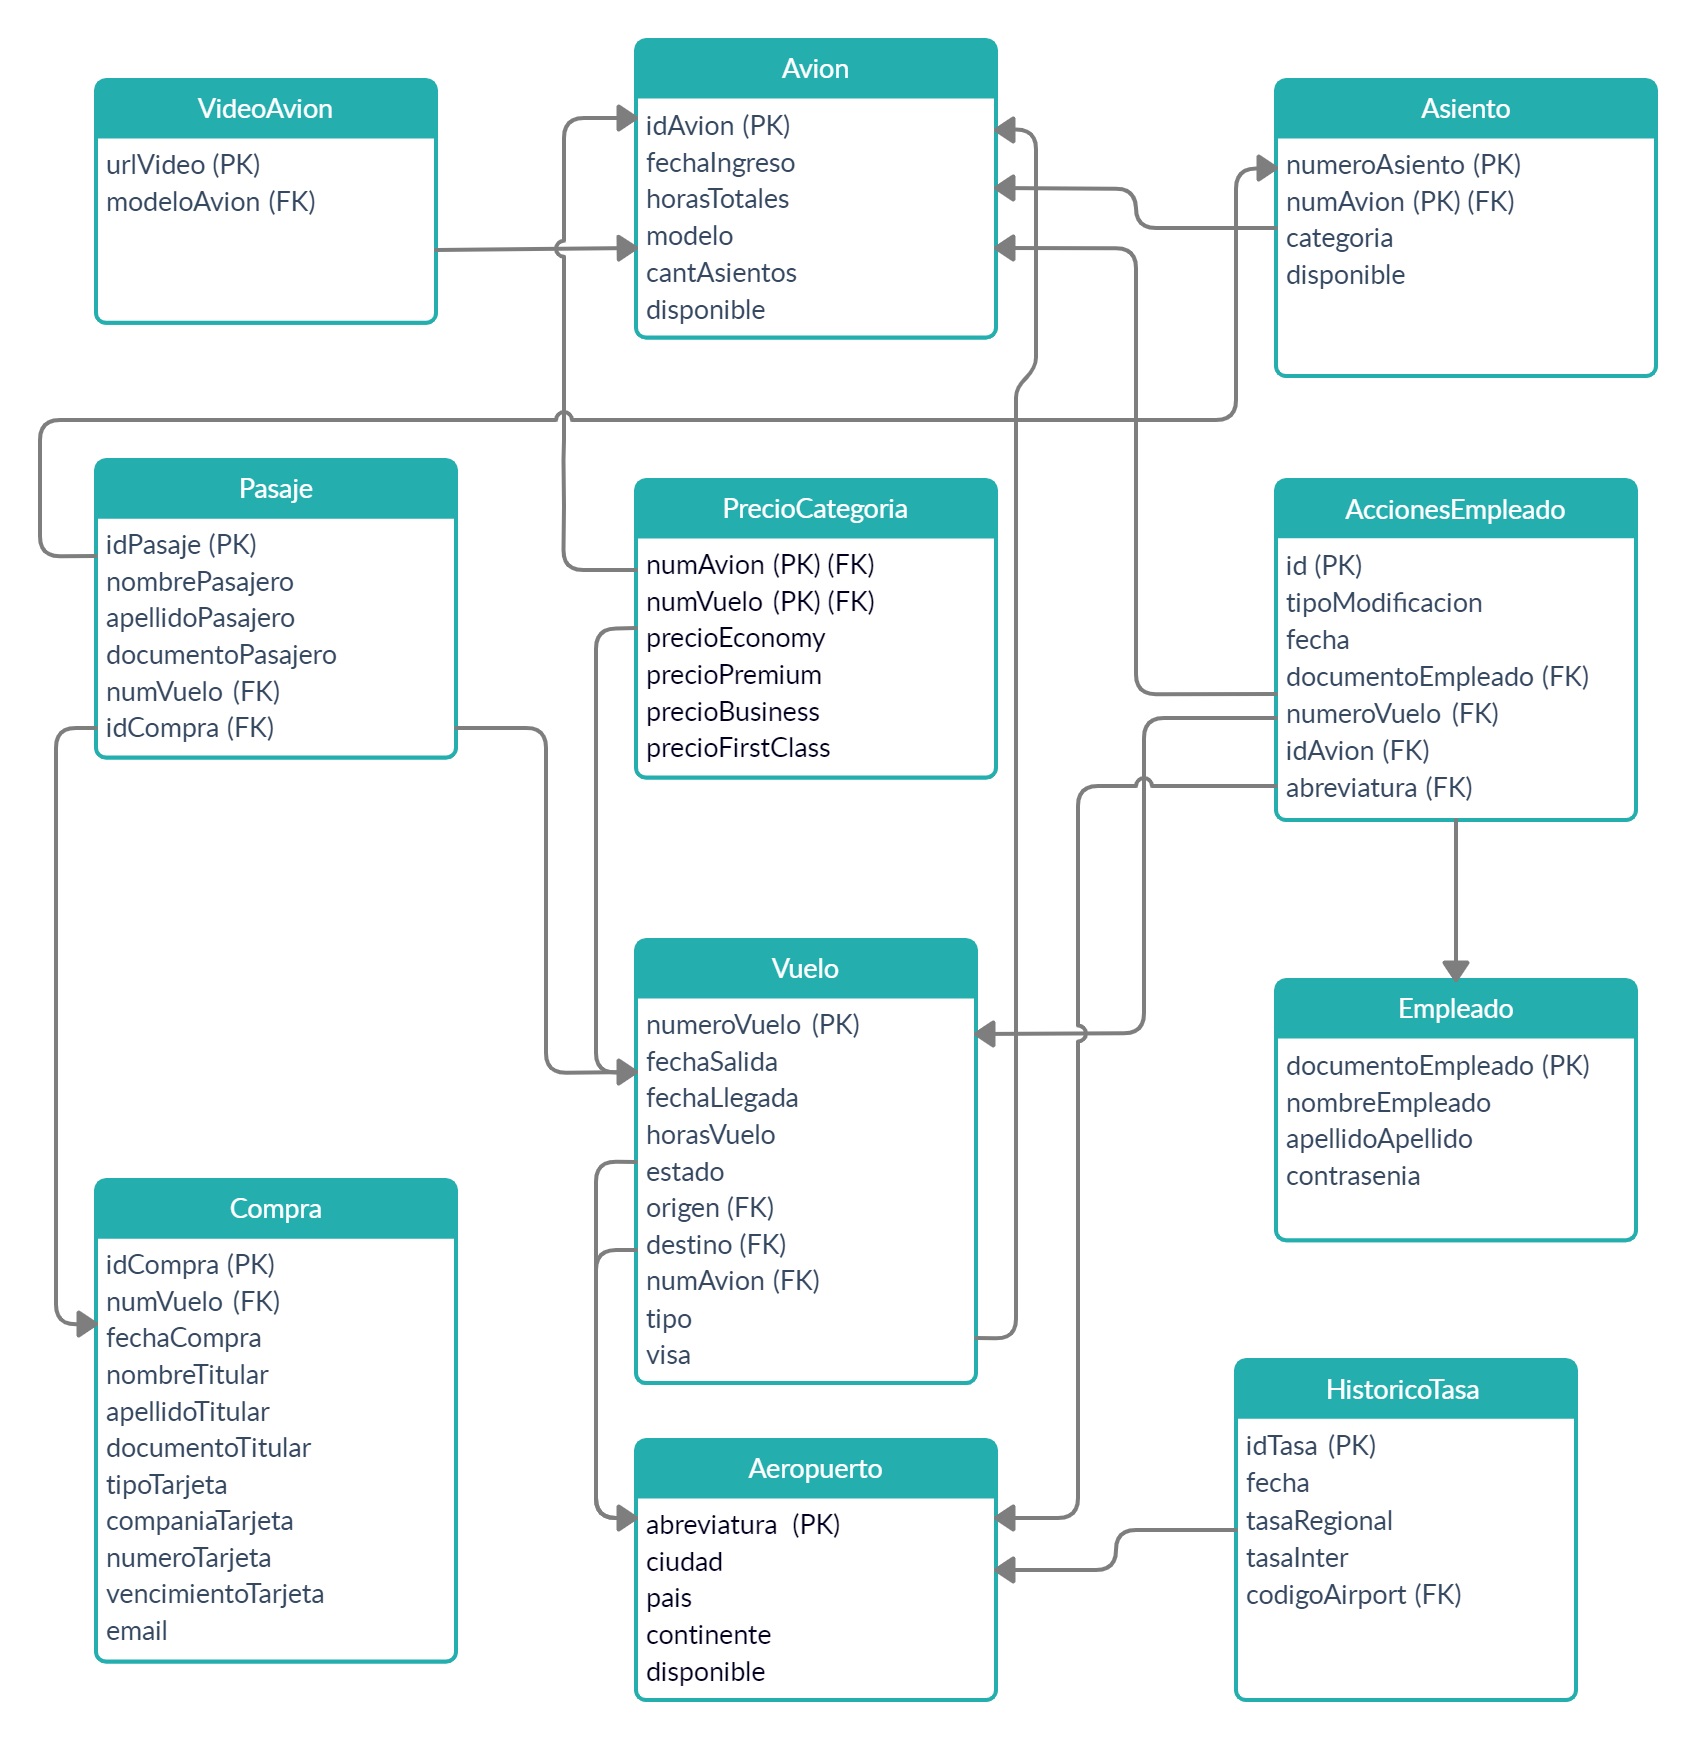 VideoAvion
urlVideo (PK)
modeloAvion (FK)
Avion
idAvion (PK)
fechaIngreso
horasTotales
modelo
cantAsientos
disponible
Asiento
numeroAsiento (PK)
numAvion (PK) (FK)
categoria
disponible
Pasaje
idPasaje (PK)
nombrePasajero
apellidoPasajero
documentoPasajero
numVuelo (FK)
idCompra (FK)
PrecioCategoria
numAvion (PK) (FK)
numVuelo (PK) (FK)
precioEconomy
precioPremium
precioBusiness
precioFirstClass
AccionesEmpleado
id (PK)
tipoModificacion
fecha
documentoEmpleado (FK)
numeroVuelo (FK)
idAvion (FK)
abreviatura (FK)
Vuelo
numeroVuelo (PK)
fechaSalida
fechaLlegada
horasVuelo
estado
origen (FK)
destino (FK)
numAvion (FK)
tipo
visa
Empleado
documentoEmpleado (PK)
nombreEmpleado
apellidoApellido
contrasenia
Compra
idCompra (PK)
numVuelo (FK)
fechaCompra
nombreTitular
apellidoTitular
documentoTitular
tipoTarjeta
companiaTarjeta
numeroTarjeta
vencimientoTarjeta
email
Aeropuerto
abreviatura (PK)
ciudad
pais
continente
disponible
HistoricoTasa
idTasa (PK)
fecha
tasaRegional
tasaInter
codigoAirport (FK)